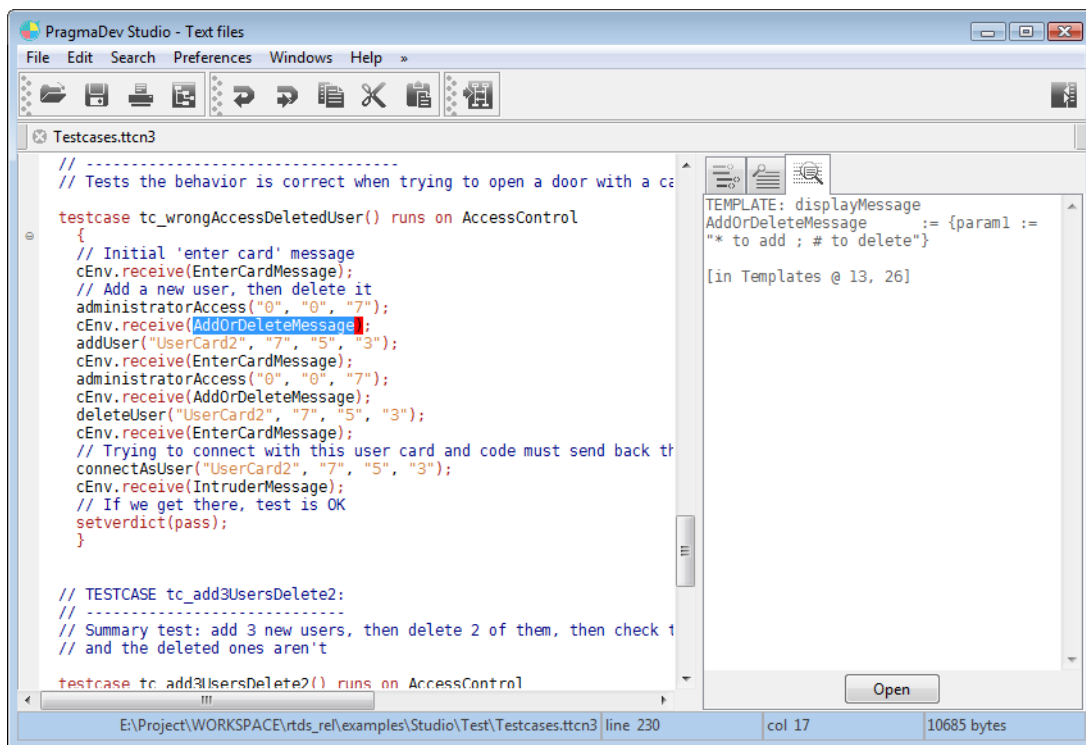 PragmaDev Studio - Text files
File Edit Search Preferences Windows Help »
Testcases.ttcn3
// -----------------------------------
// Tests the behavior is correct when trying to open a door with a ca
testcase tc_wrongAccessDeletedUser() runs on AccessControl
{
// Initial 'enter card' message
cEnv.receive(EnterCardMessage);
// Add a new user, then delete it
administratorAccess("0", "0", "7");
cEnv.receive(AddOrDeleteMessage);
addUser("UserCard2", "7", "5", "3");
cEnv.receive(EnterCardMessage);
administratorAccess("0", "0", "7");
cEnv.receive(AddOrDeleteMessage);
deleteUser("UserCard2", "7", "5", "3");
cEnv.receive(EnterCardMessage);
// Trying to connect with this user card and code must send back th
connectAsUser("UserCard2", "7", "5", "3");
cEnv.receive(IntruderMessage);
// If we get there, test is OK
setverdict(pass);
}
// TESTCASE tc_add3UsersDelete2:
// -----------------------------
// Summary test: add 3 new users, then delete 2 of them, then check t
// and the deleted ones aren't
testcase tc_add3UsersDelete2() runs on AccessControl
TEMPLATE: displayMessage
AddOrDeleteMessage := {param1 :=
"* to add ; # to delete"}
[in Templates @ 13, 26]
Open
E:\Project\WORKSPACE\rtds_rel\examples\Studio\Test\Testcases.ttcn3 line 230 col 17 10685 bytes